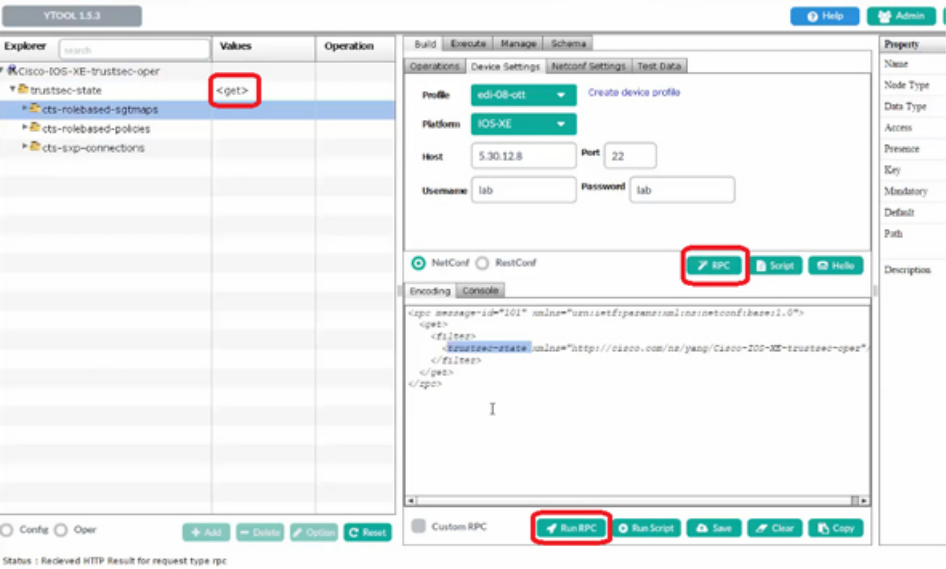 YTOOL 1.5.3
Help
Admin
Explorer
search
Values
Operation
Cisco-IOS-XE-trustsec-oper
trustsec-state
<get>
cts-rolebased-sgtmaps
cts-rolebased-policies
cts-sxp-connections
Config
Oper
Add
Delete
Option
Reset
Status : Recieved HTTP Result for request type rpc
Build
Execute
Manage
Schema
Operations
Device Settings
Netconf Settings
Test Data
Profile
edi-08-ott
Create device profile
Platform
IOS-XE
Host
5.30.12.8
Port
22
Username
lab
Password
lab
NetConf
RestConf
RPC
Script
Hello
Encoding
Console
<rpc message-id="101" xmlns="urn:ietf:params:xml:ns:netconf:base:1.0">
<get>
<filter>
<trustsec-state xmlns="http://cisco.com/ns/yang/Cisco-IOS-XE-trustsec-oper"/
</filter>
</get>
</rpc>
Custom RPC
Run RPC
Run Script
Save
Clear
Copy
Property
Name
Node Type
Data Type
Access
Presence
Key
Mandatory
Default
Path
Description